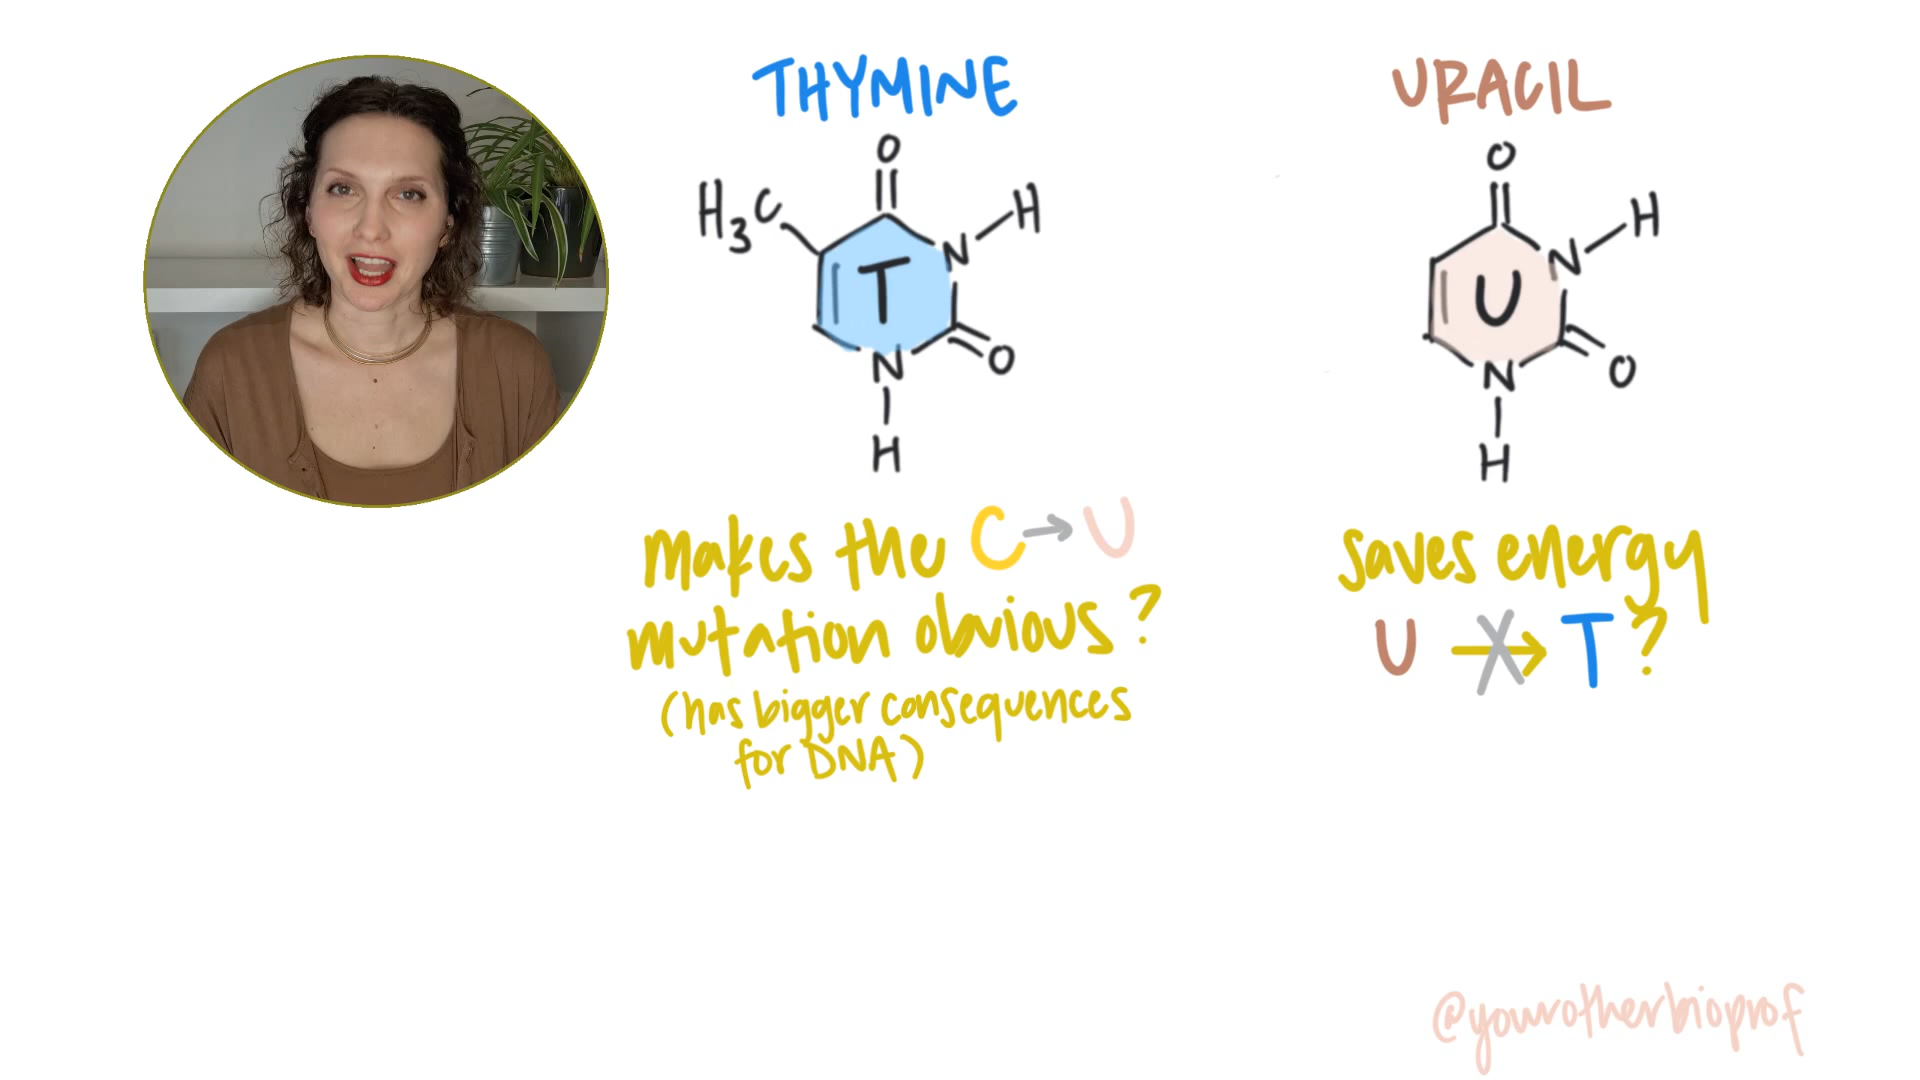 THYMINE
URACIL
O
H3C
N
H
T
O
N
H
O
N
H
U
O
N
H
makes the C → U
mutation obvious?
(has bigger consequences
for DNA)
saves energy
U → T?
@yourotherbioprof